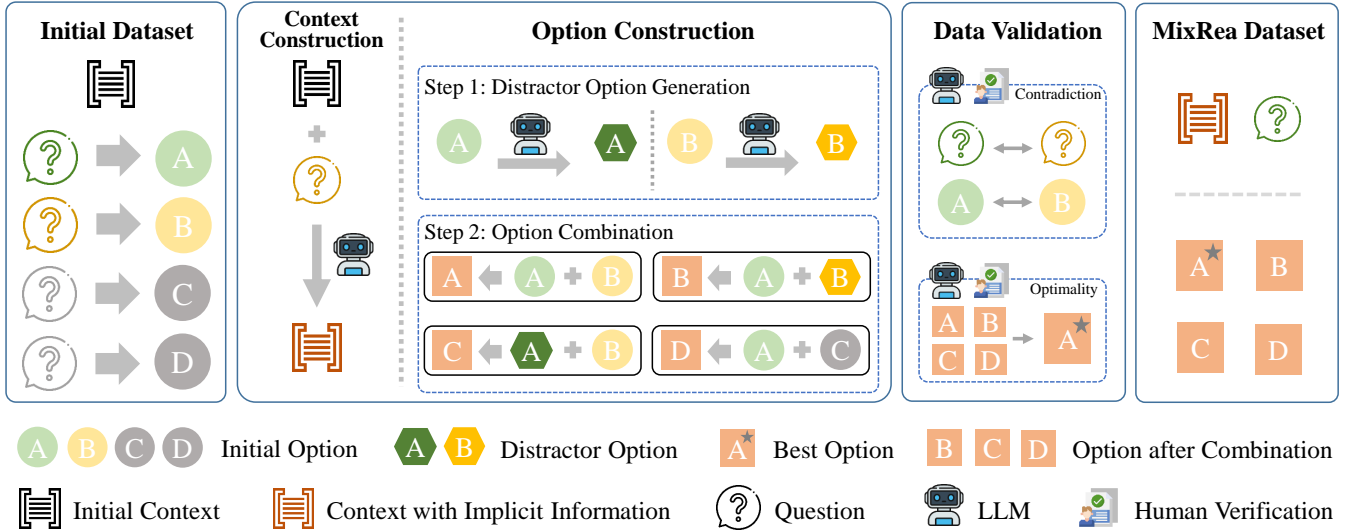 Initial Dataset
A
B
C
D
Context
Construction
Option Construction
Step 1: Distractor Option Generation
A
A
B
B
Step 2: Option Combination
A
A
B
B
A
B
C
A
B
D
A
C
Data Validation
Contradiction
A
B
Optimality
A
B
C
D
A
MixRea Dataset
A
B
C
D
A
B
C
D
Initial Option
A
B
Distractor Option
A
Best Option
B
C
D
Option after Combination
Initial Context
Context with Implicit Information
Question
LLM
Human Verification